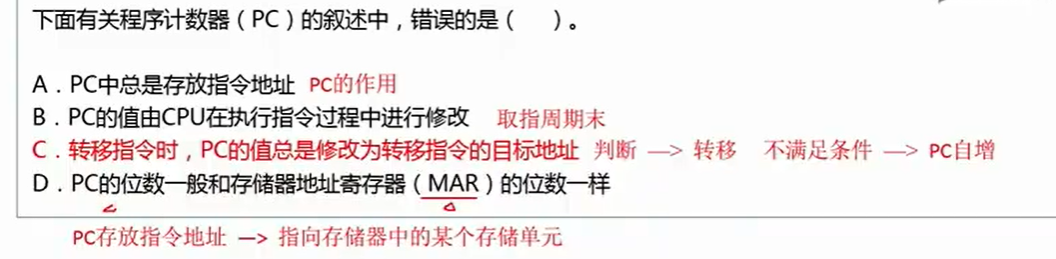 下面有关程序计数器（PC）的叙述中，错误的是（　）。
A．PC中总是存放指令地址 PC的作用
B．PC的值由CPU在执行指令过程中进行修改 取指周期末
C．转移指令时，PC的值总是修改为转移指令的目标地址 判断 —> 转移 不满足条件 —> PC自增
D．PC的位数一般和存储器地址寄存器（MAR）的位数一样
PC存放指令地址 —> 指向存储器中的某个存储单元